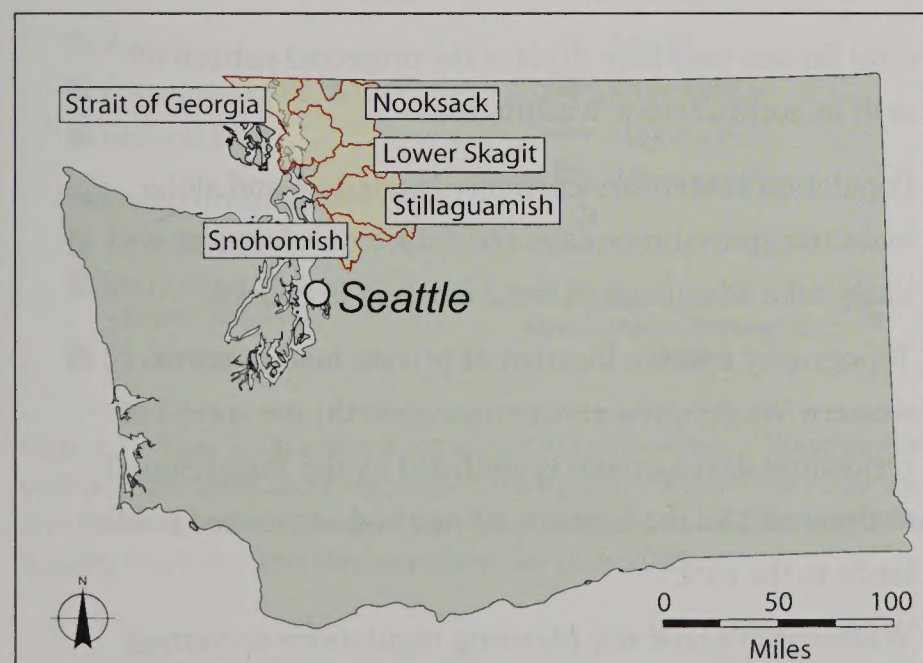 Strait of Georgia
Nooksack
Lower Skagit
Stillaguamish
Snohomish
Seattle
N
0 50 100
Miles